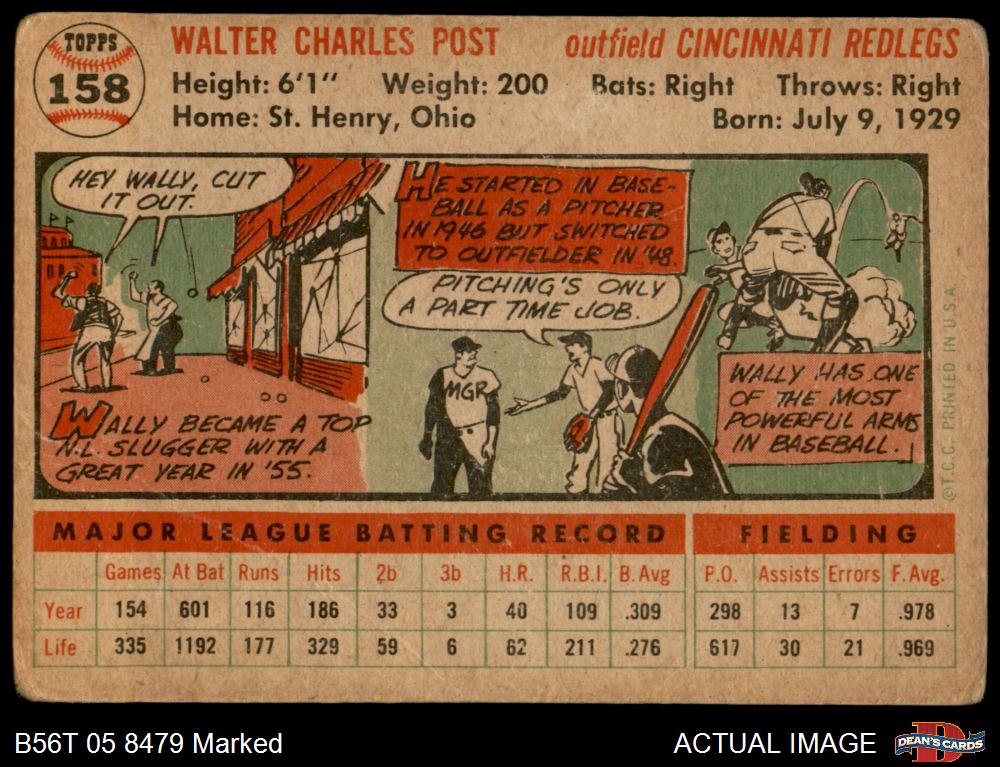 TOPPS
158
WALTER CHARLES POST outfield CINCINNATI REDLEGS
Height: 6'1" Weight: 200 Bats: Right Throws: Right
Home: St. Henry, Ohio Born: July 9, 1929
HEY WALLY, CUT
IT OUT.
WALLY BECAME A TOP
N.L. SLUGGER WITH A
GREAT YEAR IN '55.
HE STARTED IN BASE-
BALL AS A PITCHER
IN 1946 BUT SWITCHED
TO OUTFIELDER IN '48.
PITCHING'S ONLY
A PART TIME JOB.
MGR
WALLY HAS ONE
OF THE MOST
POWERFUL ARMS
IN BASEBALL.
©T.C.C. PRINTED IN U.S.A.
MAJOR LEAGUE BATTING RECORD FIELDING
Games At Bat Runs Hits 2b 3b H.R. R.B.I. B. Avg P.O. Assists Errors F. Avg.
Year 154 601 116 186 33 3 40 109 .309 298 13 7 .978
Life 335 1192 177 329 59 6 62 211 .276 617 30 21 .969
B56T 05 8479 Marked ACTUAL IMAGE DEAN'S CARDS